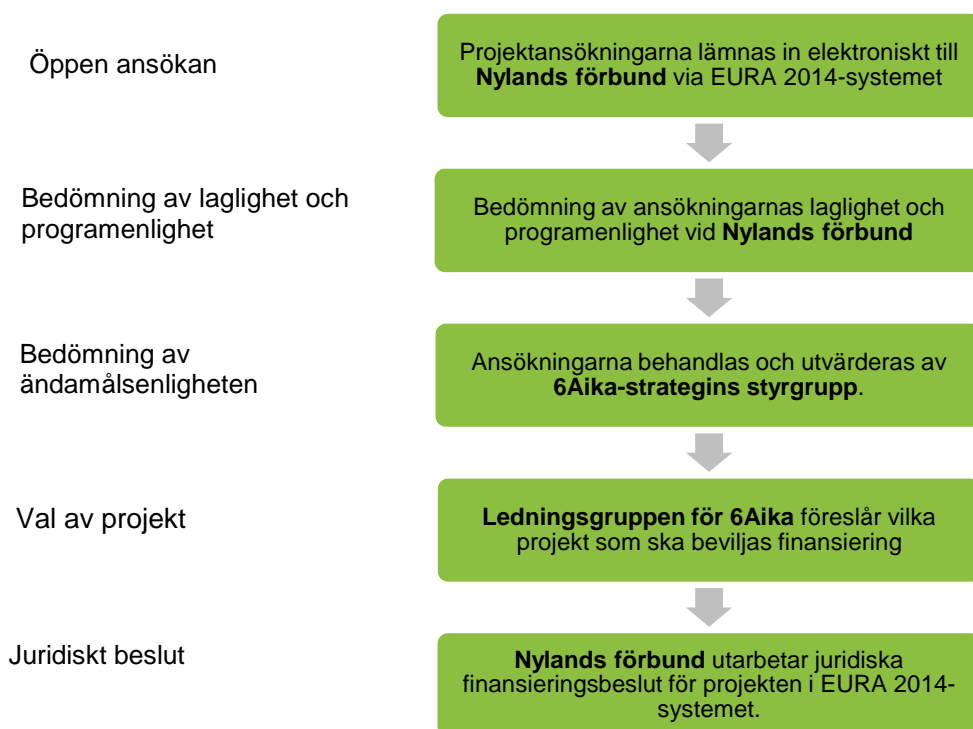 Öppen ansökan
Projektansökningarna lämnas in elektroniskt till
Nylands förbund via EURA 2014-systemet
Bedömning av laglighet och
programenlighet
Bedömning av ansökningarnas laglighet och
programenlighet vid Nylands förbund
Bedömning av
ändamålsenligheten
Ansökningarna behandlas och utvärderas av
6Aika-strategins styrgrupp.
Val av projekt
Ledningsgruppen för 6Aika föreslår vilka
projekt som ska beviljas finansiering
Juridiskt beslut
Nylands förbund utarbetar juridiska
finansieringsbeslut för projekten i EURA 2014-
systemet.